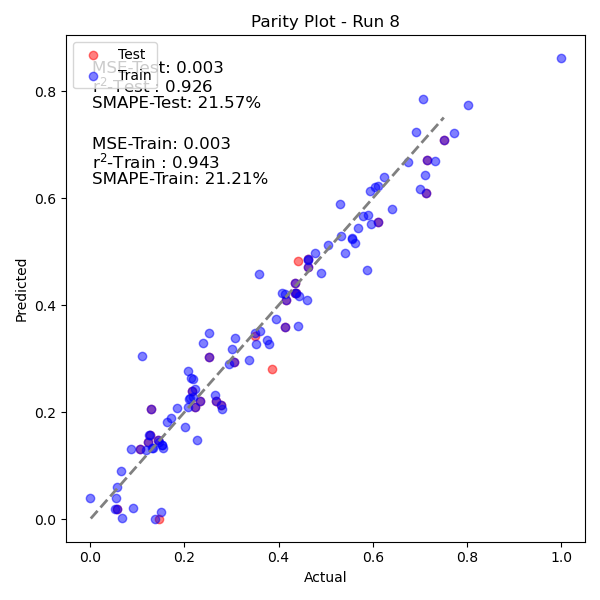 Parity Plot - Run 8
Test
Train
MSE-Test: 0.003
r²-Test : 0.926
SMAPE-Test: 21.57%
MSE-Train: 0.003
r²-Train : 0.943
SMAPE-Train: 21.21%
Predicted
0.8
0.6
0.4
0.2
0.0
0.0 0.2 0.4 0.6 0.8 1.0
Actual